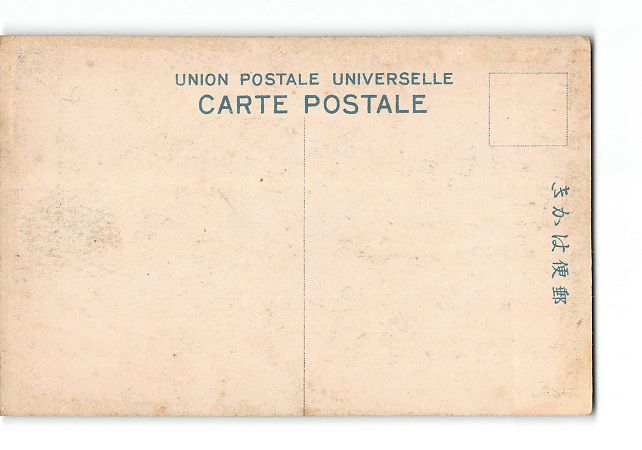 UNION POSTALE UNIVERSELLE
CARTE POSTALE
きかは便郵